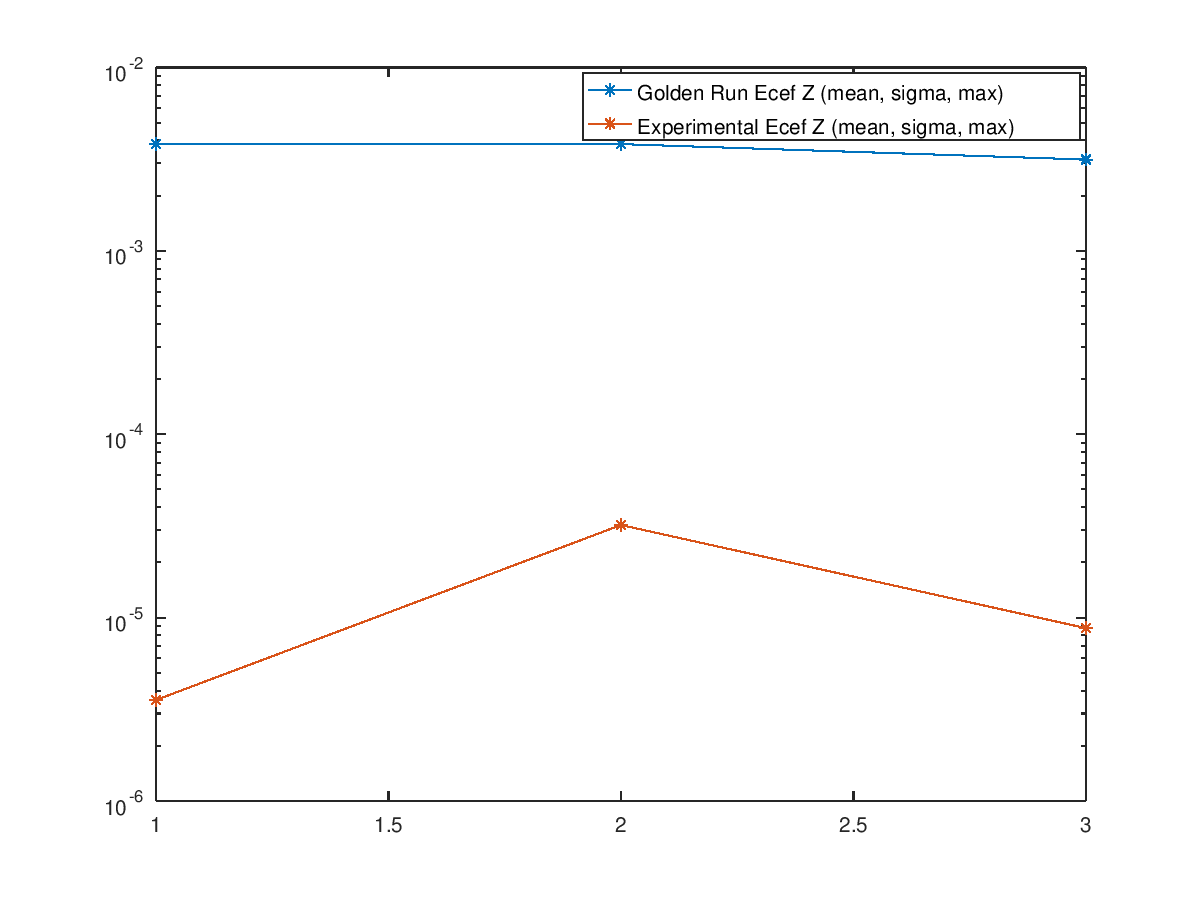 10^-2
Golden Run Ecef Z (mean, sigma, max)
Experimental Ecef Z (mean, sigma, max)
10^-3
10^-4
10^-5
10^-6
1 1.5 2 2.5 3